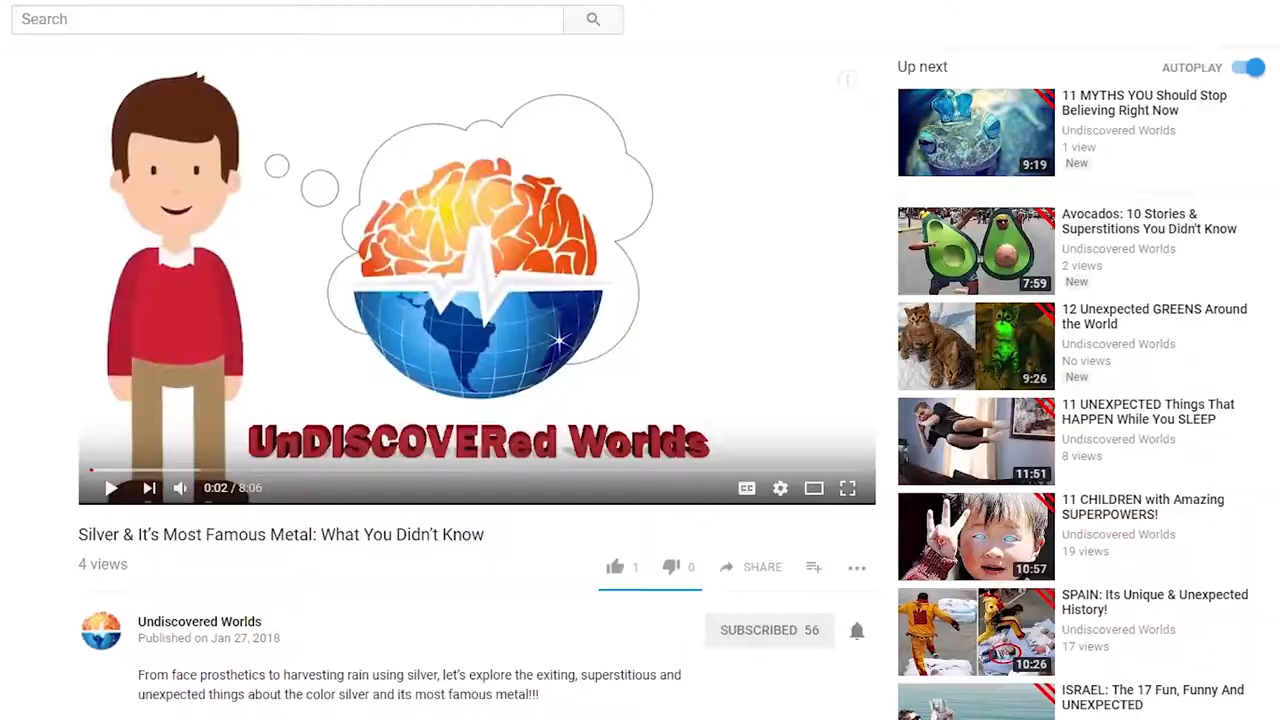 Search
UnDISCOVERed Worlds
0:02 / 8:06
CC
Silver & It's Most Famous Metal: What You Didn't Know
4 views
1
0
SHARE
Undiscovered Worlds
Published on Jan 27, 2018
SUBSCRIBED 56
From face prosthetics to harvesting rain using silver, let's explore the exiting, superstitious and
unexpected things about the color silver and its most famous metal!!!
Up next
AUTOPLAY
11 MYTHS YOU Should Stop
Believing Right Now
Undiscovered Worlds
1 view
New
9:19
Avocados: 10 Stories &
Superstitions You Didn't Know
Undiscovered Worlds
2 views
New
7:59
12 Unexpected GREENS Around
the World
Undiscovered Worlds
No views
New
9:26
11 UNEXPECTED Things That
HAPPEN While You SLEEP
Undiscovered Worlds
8 views
11:51
11 CHILDREN with Amazing
SUPERPOWERS!
Undiscovered Worlds
19 views
10:57
SPAIN: Its Unique & Unexpected
History!
Undiscovered Worlds
17 views
10:26
ISRAEL: The 17 Fun, Funny And
UNEXPECTED